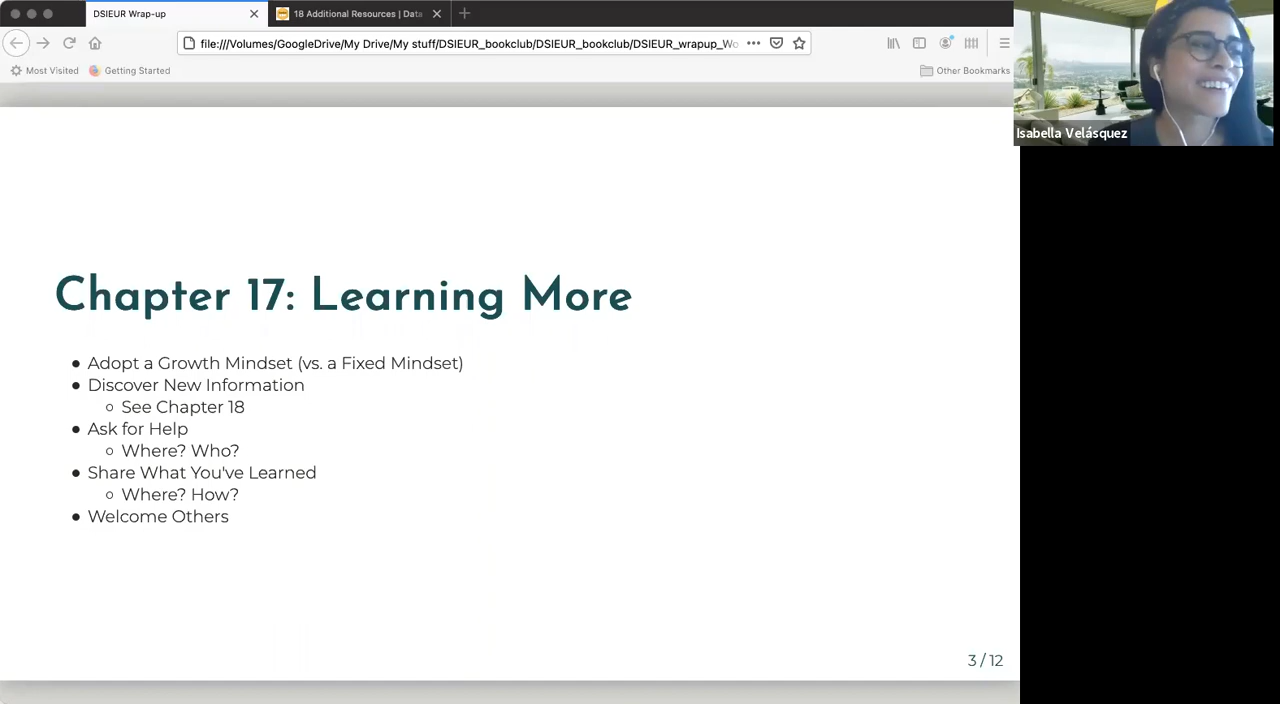 DSIEUR Wrap-up
18 Additional Resources | Data
file:///Volumes/GoogleDrive/My Drive/My stuff/DSIEUR_bookclub/DSIEUR_bookclub/DSIEUR_wrapup_Wo
Most Visited
Getting Started
Other Bookmarks
Isabella Velásquez
Chapter 17: Learning More
Adopt a Growth Mindset (vs. a Fixed Mindset)
Discover New Information
See Chapter 18
Ask for Help
Where? Who?
Share What You've Learned
Where? How?
Welcome Others
3 / 12